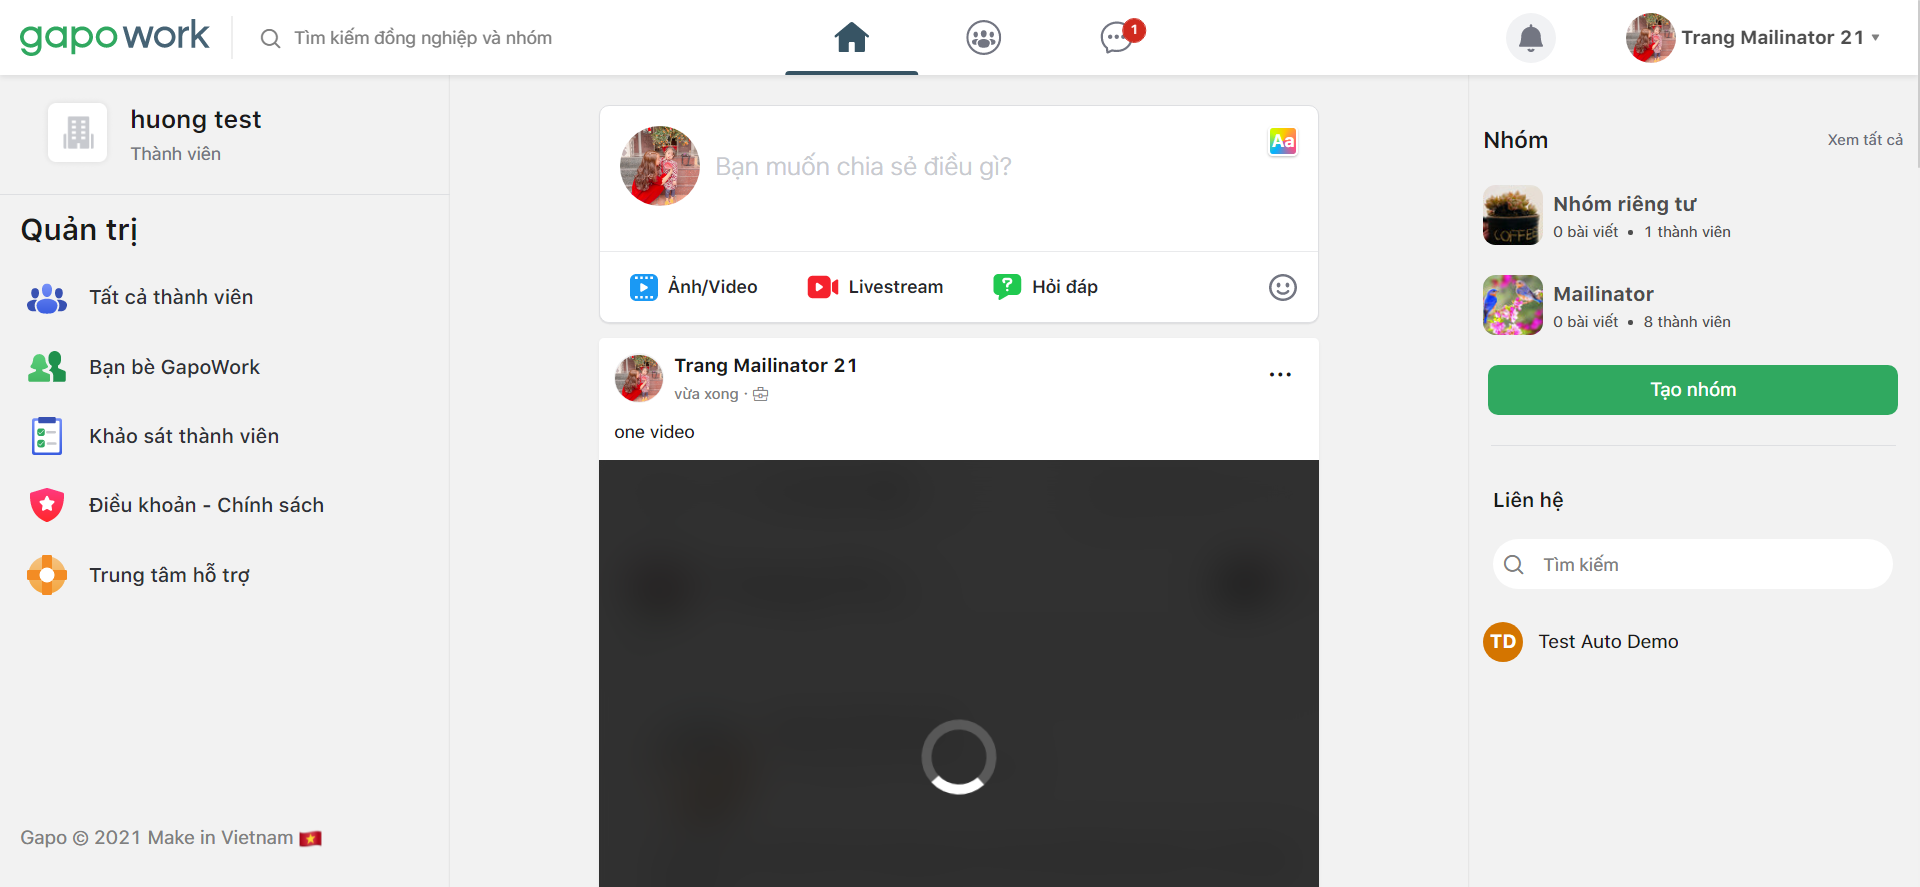 gapowork
Tìm kiếm đồng nghiệp và nhóm
1
Trang Mailinator 21
huong test
Thành viên
Quản trị
Tất cả thành viên
Bạn bè GapoWork
Khảo sát thành viên
Điều khoản - Chính sách
Trung tâm hỗ trợ
Gapo © 2021 Make in Vietnam 🇻🇳
Bạn muốn chia sẻ điều gì?
Aa
Ảnh/Video
Livestream
Hỏi đáp
Trang Mailinator 21
vừa xong ·
one video
Nhóm
Xem tất cả
COFFEE
Nhóm riêng tư
0 bài viết • 1 thành viên
Mailinator
0 bài viết • 8 thành viên
Tạo nhóm
Liên hệ
Tìm kiếm
TD
Test Auto Demo